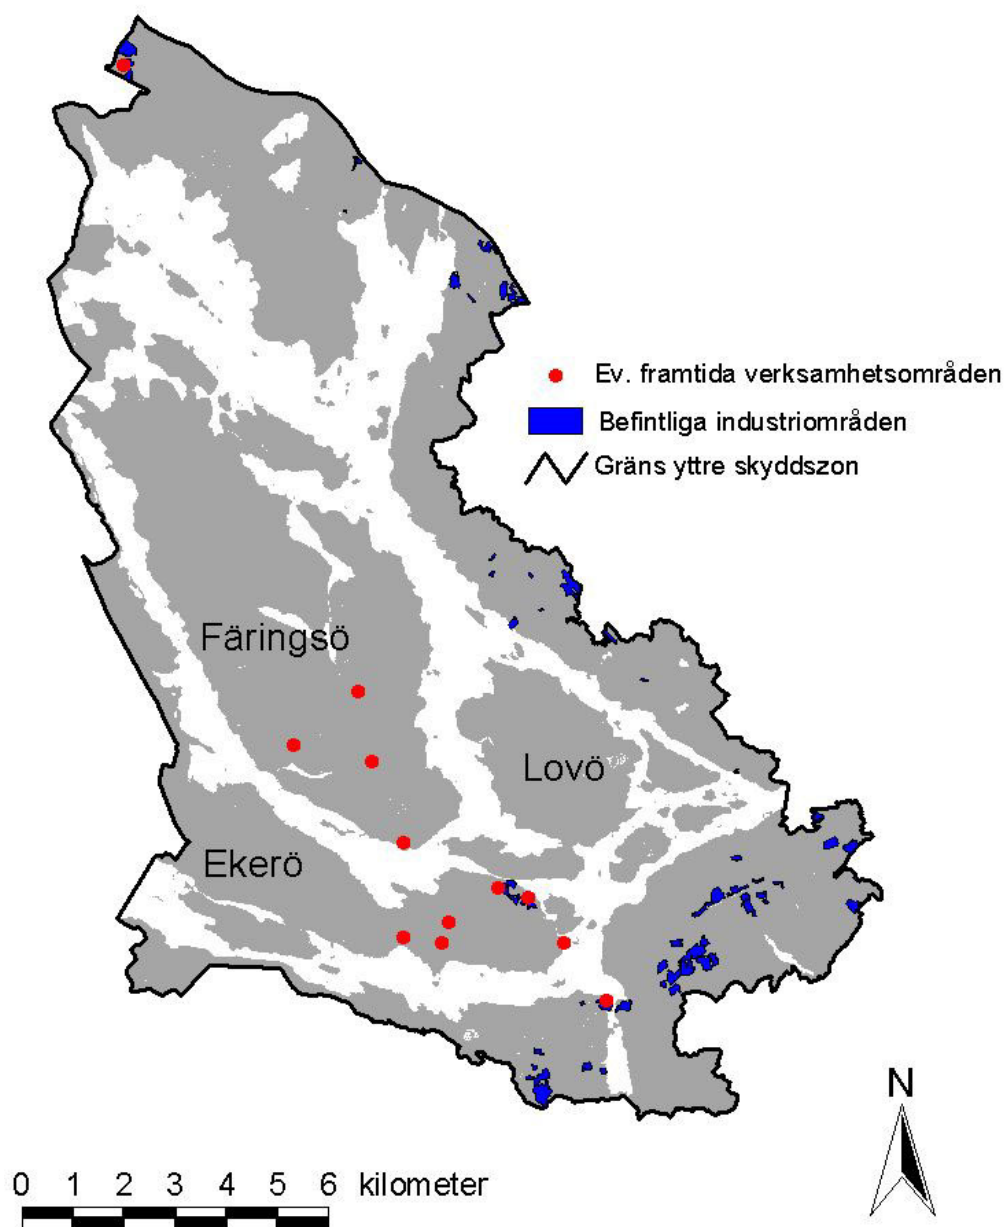 Ev. framtida verksamhetsområden
Befintliga industriområden
Gräns yttre skyddszon
Färingsö
Lovö
Ekerö
N
0 1 2 3 4 5 6 kilometer